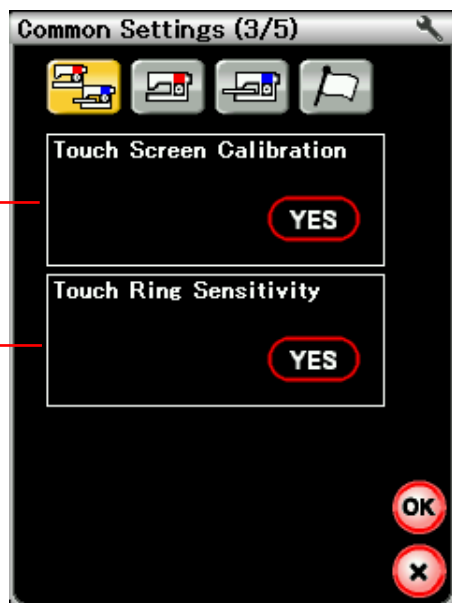 Common Settings (3/5)
Touch Screen Calibration
YES
Touch Ring Sensitivity
YES
OK